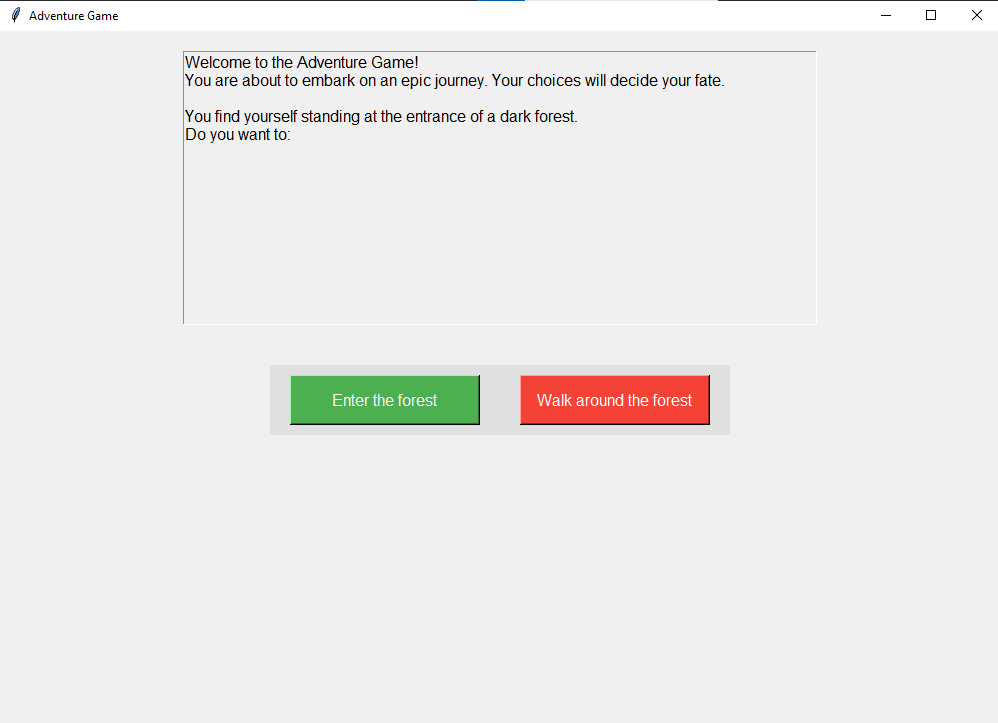 Adventure Game
Welcome to the Adventure Game!
You are about to embark on an epic journey. Your choices will decide your fate.
You find yourself standing at the entrance of a dark forest.
Do you want to:
Enter the forest
Walk around the forest